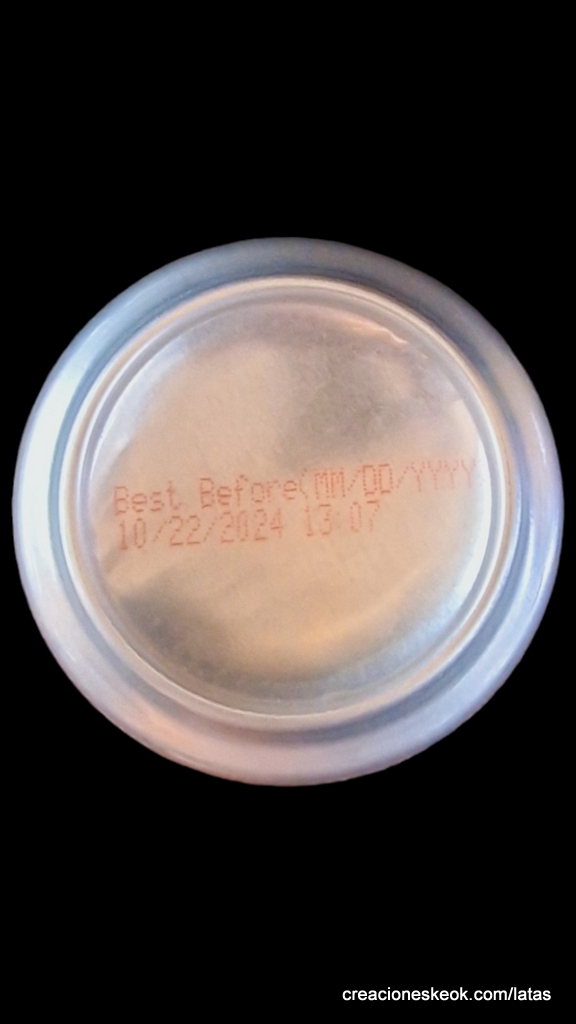 Best Before(MM/DD/YYYY
10/22/2024 13:07
creacioneskeok.com/latas